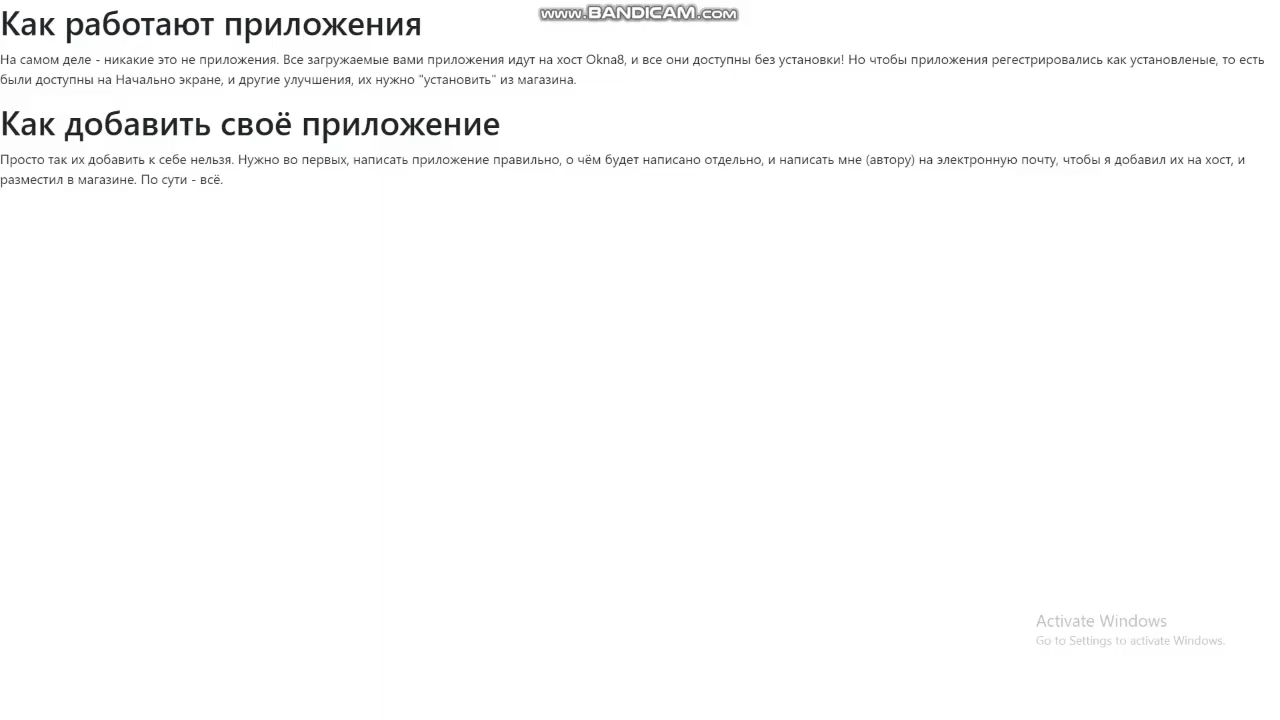 www.BANDICAM.com
Как работают приложения
На самом деле - никакие это не приложения. Все загружаемые вами приложения идут на хост Okna8, и все они доступны без установки! Но чтобы приложения регестрировались как установленые, то есть
были доступны на Начально экране, и другие улучшения, их нужно "установить" из магазина.
Как добавить своё приложение
Просто так их добавить к себе нельзя. Нужно во первых, написать приложение правильно, о чём будет написано отдельно, и написать мне (автору) на электронную почту, чтобы я добавил их на хост, и
разместил в магазине. По сути - всё.
Activate Windows
Go to Settings to activate Windows.